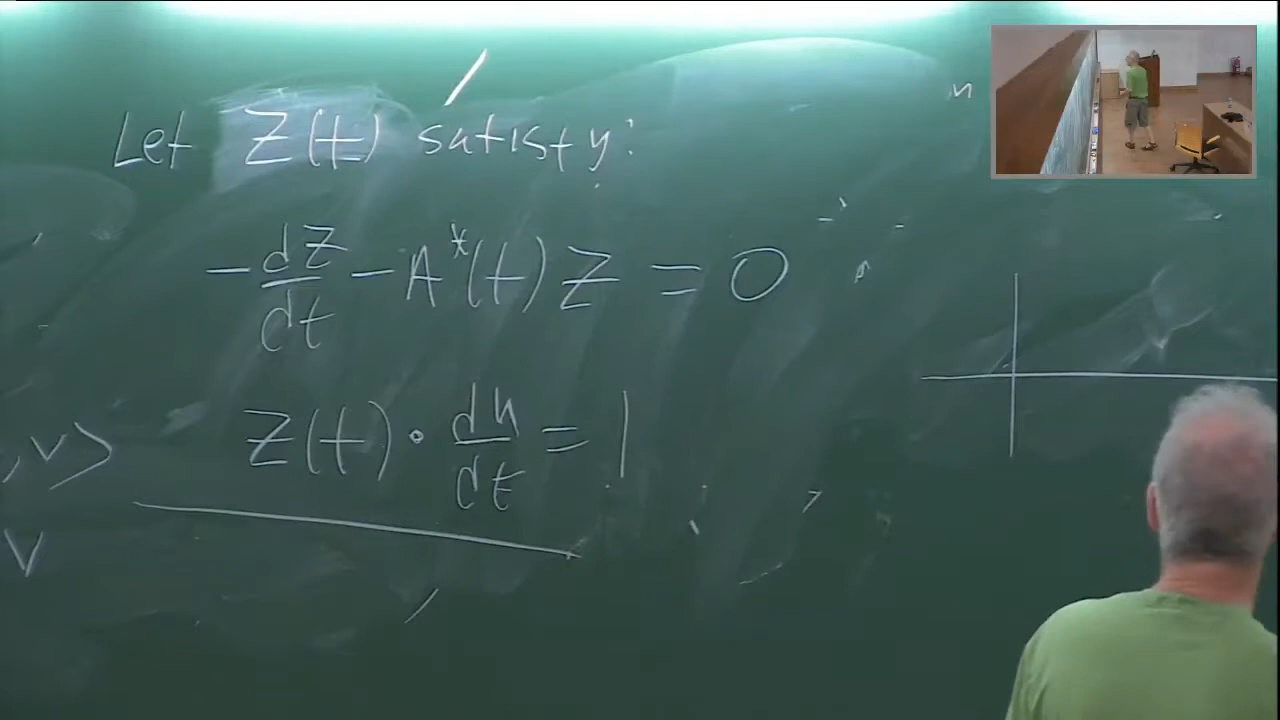 Let Z(t) satisfy:
-dZ/dt - A*(t) Z = 0
Z(t) · du/dt = 1
, v>
v